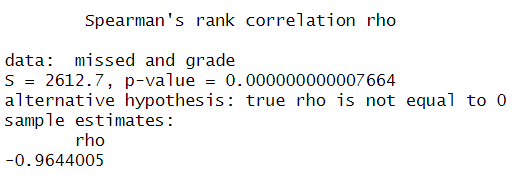 Spearman's rank correlation rho
data: missed and grade
S = 2612.7, p-value = 0.000000000007664
alternative hypothesis: true rho is not equal to 0
sample estimates:
rho
-0.9644005